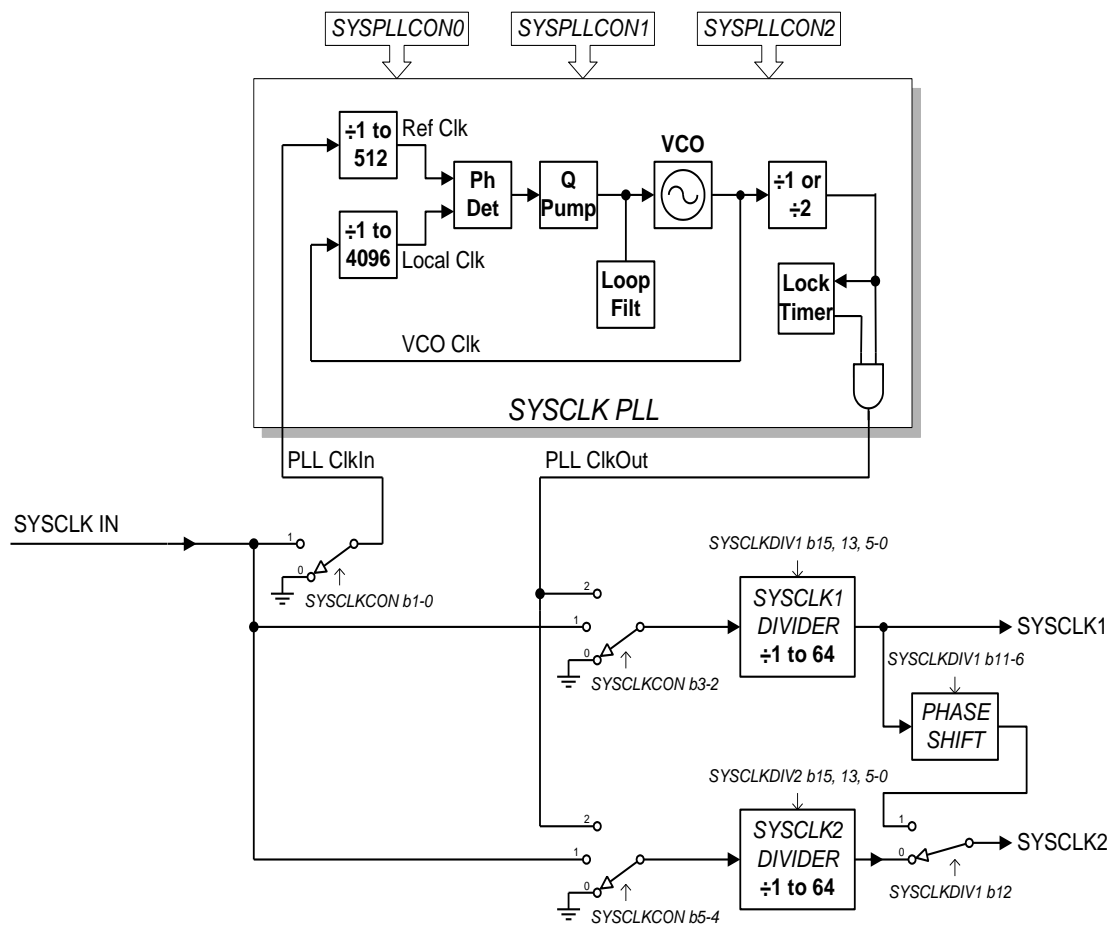 SYSPLLCON0
SYSPLLCON1
SYSPLLCON2
÷1 to
512
Ref Clk
÷1 to
4096
Local Clk
Ph
Det
Q
Pump
Loop
Filt
VCO
÷1 or
÷2
Lock
Timer
VCO Clk
SYSCLK PLL
PLL ClkIn
PLL ClkOut
SYSCLK IN
1
0
SYSCLKCON b1-0
2
1
0
SYSCLKCON b3-2
SYSCLKDIV1 b15, 13, 5-0
SYSCLK1
DIVIDER
÷1 to 64
SYSCLK1
SYSCLKDIV1 b11-6
PHASE
SHIFT
2
1
0
SYSCLKCON b5-4
SYSCLKDIV2 b15, 13, 5-0
SYSCLK2
DIVIDER
÷1 to 64
1
0
SYSCLK2
SYSCLKDIV1 b12